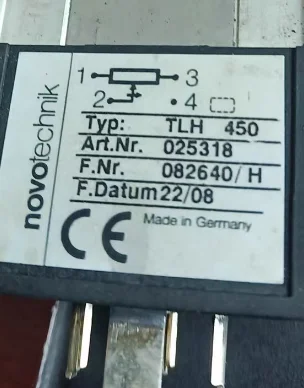 novotechnik
1 3
2 4
Typ: TLH 450
Art.Nr. 025318
F.Nr. 082640/H
F.Datum 22/08
CE Made in Germany